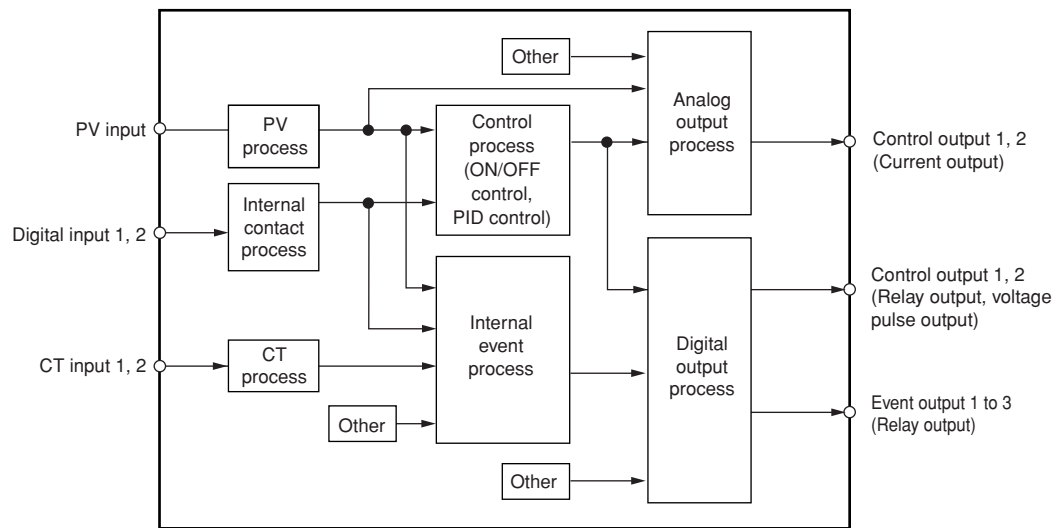 Other
PV input
PV
process
Control
process
(ON/OFF
control,
PID control)
Analog
output
process
Control output 1, 2
(Current output)
Digital input 1, 2
Internal
contact
process
Control output 1, 2
(Relay output, voltage
pulse output)
CT input 1, 2
CT
process
Internal
event
process
Digital
output
process
Other
Event output 1 to 3
(Relay output)
Other